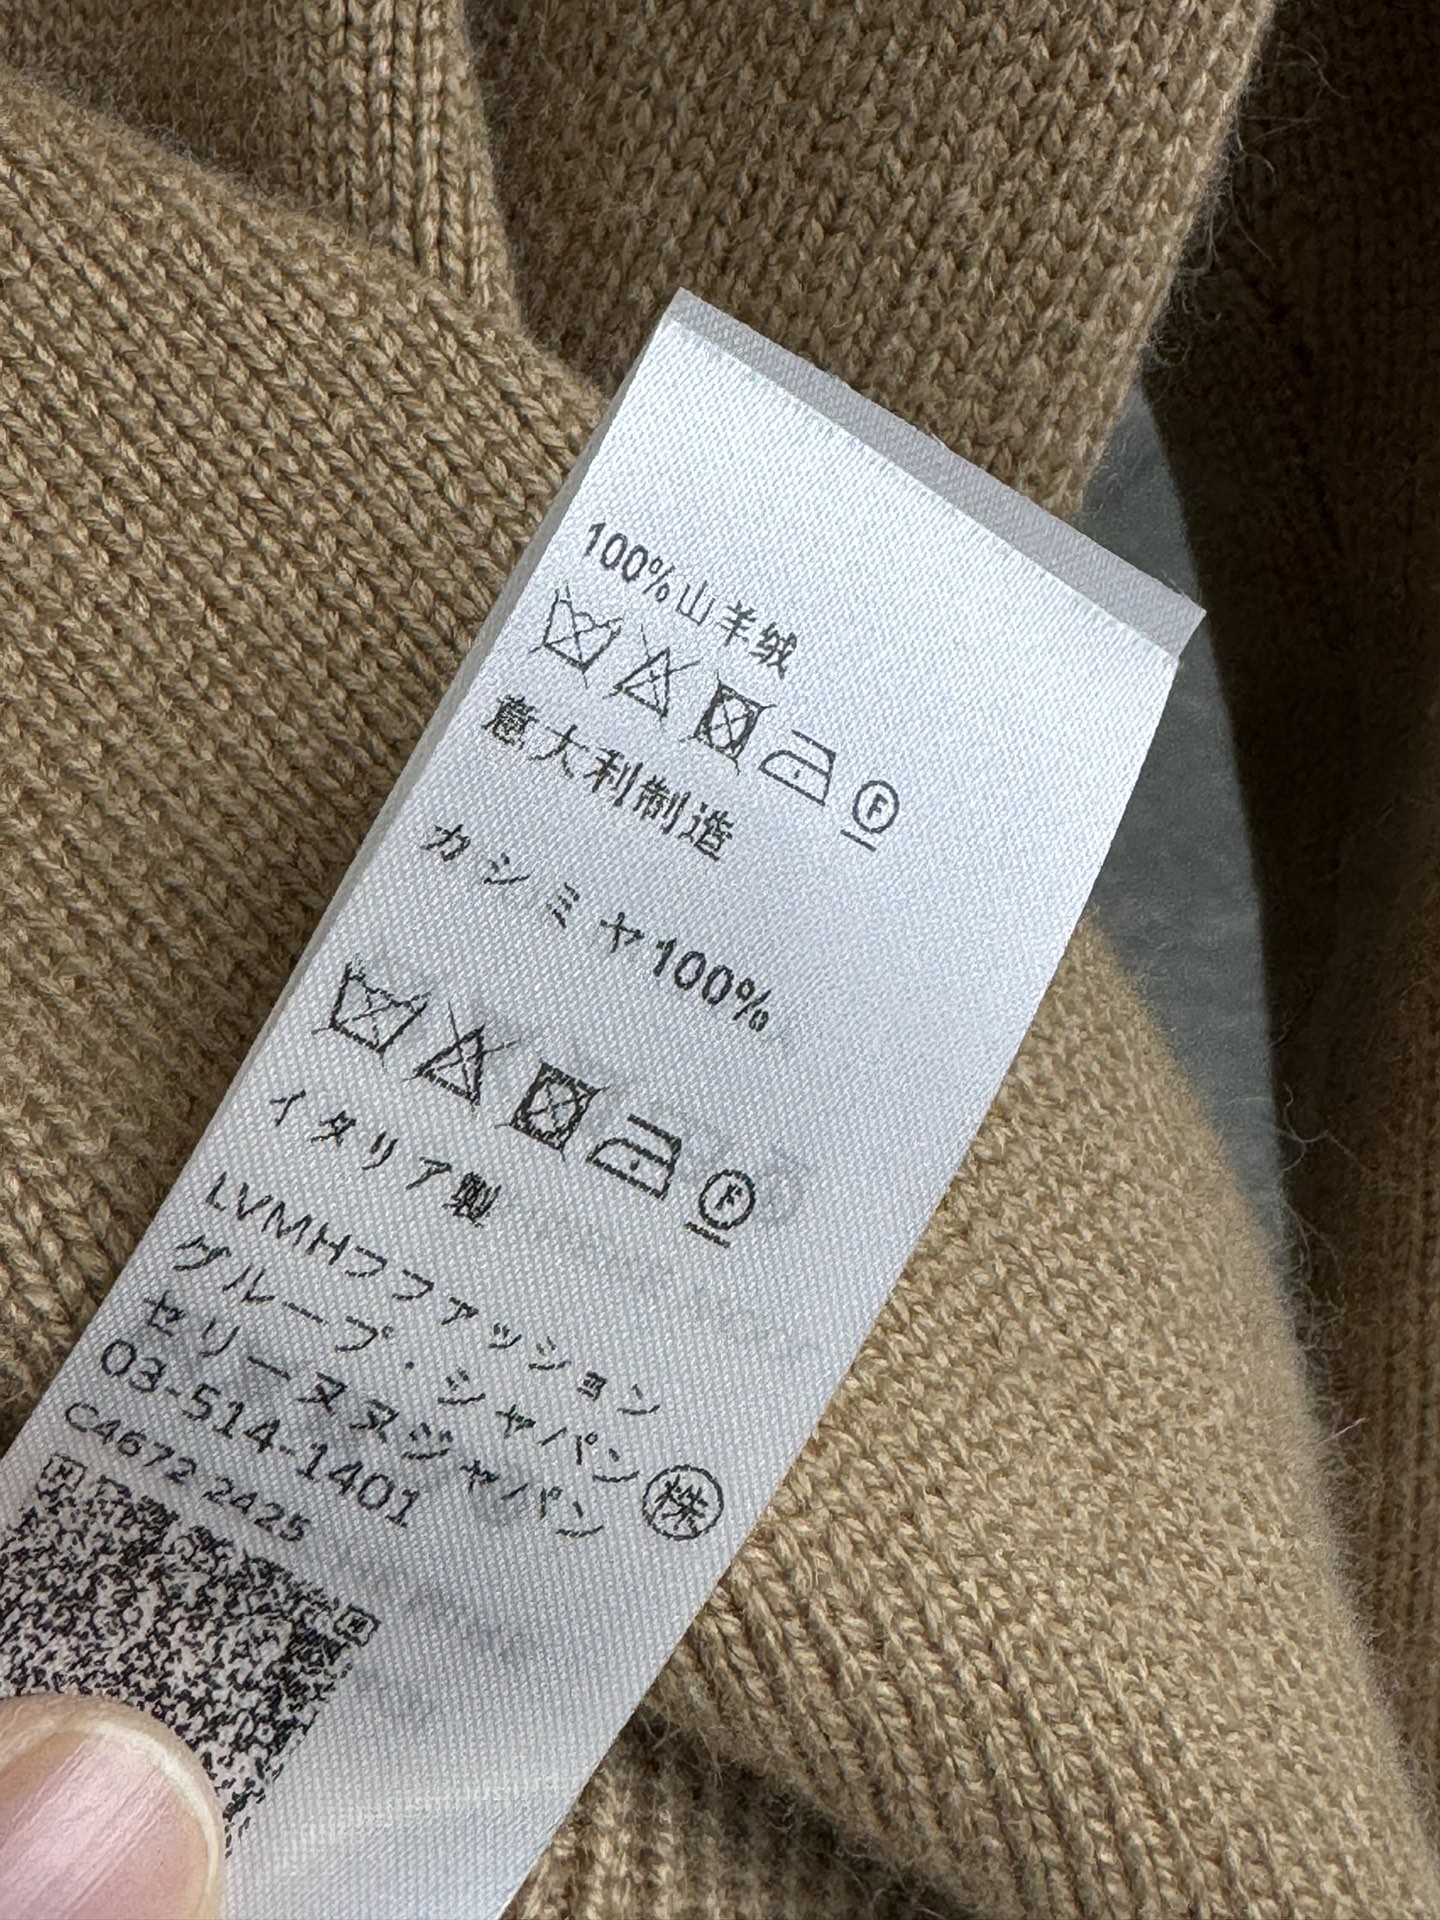 100%山羊绒
F
意大利制造
カシミヤ100%
F
イタリア製
LVMHファッション
グループ・ジャパン㈱
セリーヌジャパン
03-514-1401
C4672 2425